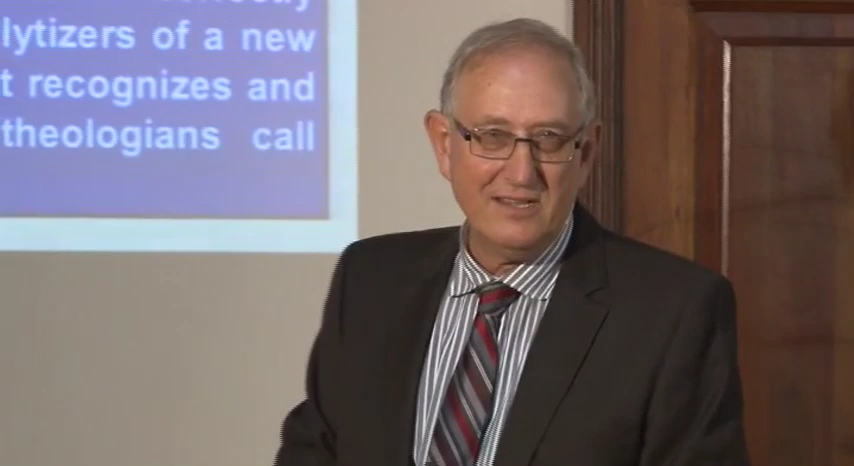 lytizers of a new
t recognizes and
theologians call